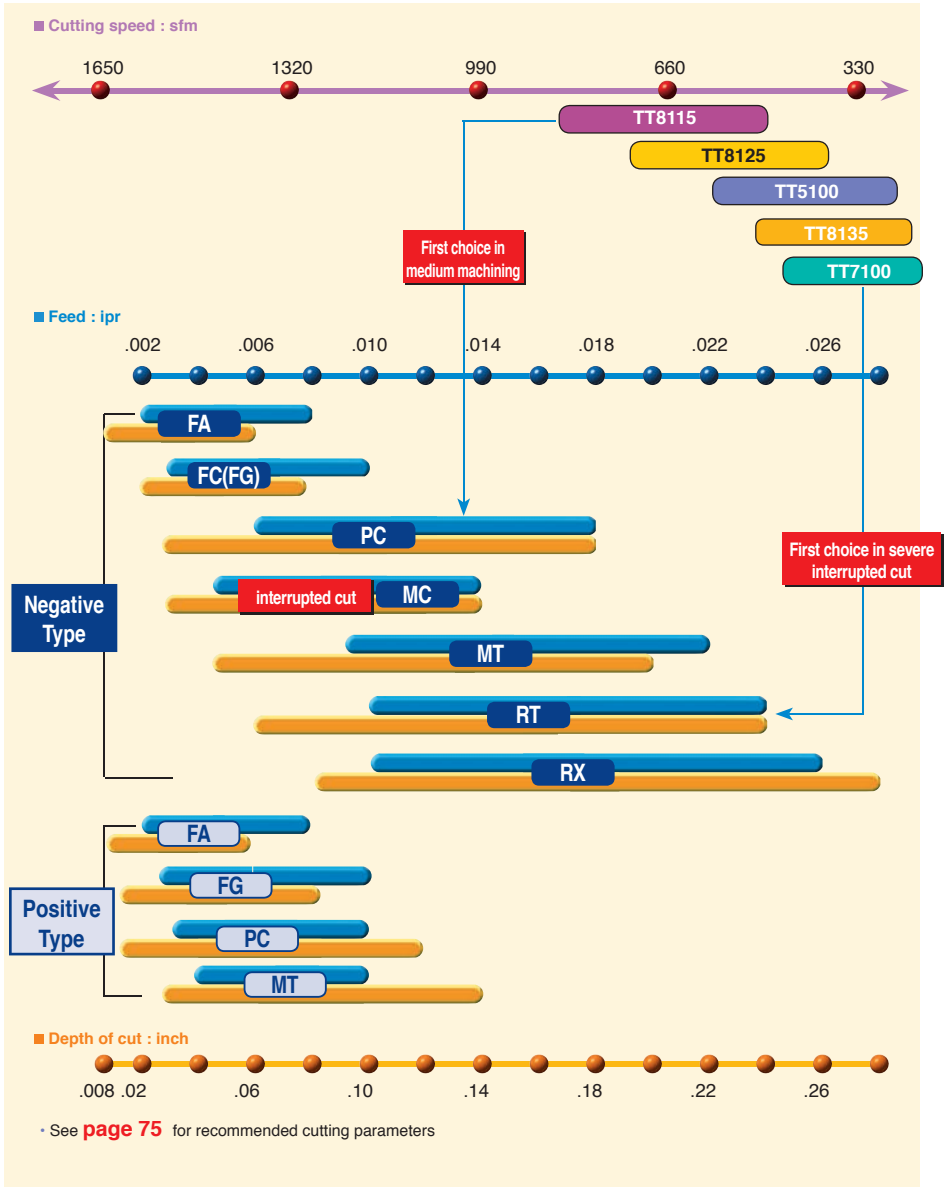 ■ Cutting speed : sfm
1650 1320 990 660 330
TT8115
TT8125
TT5100
TT8135
TT7100
First choice in
medium machining
■ Feed : ipr
.002 .006 .010 .014 .018 .022 .026
FA
FC(FG)
PC
First choice in severe
interrupted cut
interrupted cut
MC
Negative
Type
MT
RT
RX
FA
FG
Positive
Type
PC
MT
■ Depth of cut : inch
.008 .02 .06 .10 .14 .18 .22 .26
• See page 75 for recommended cutting parameters